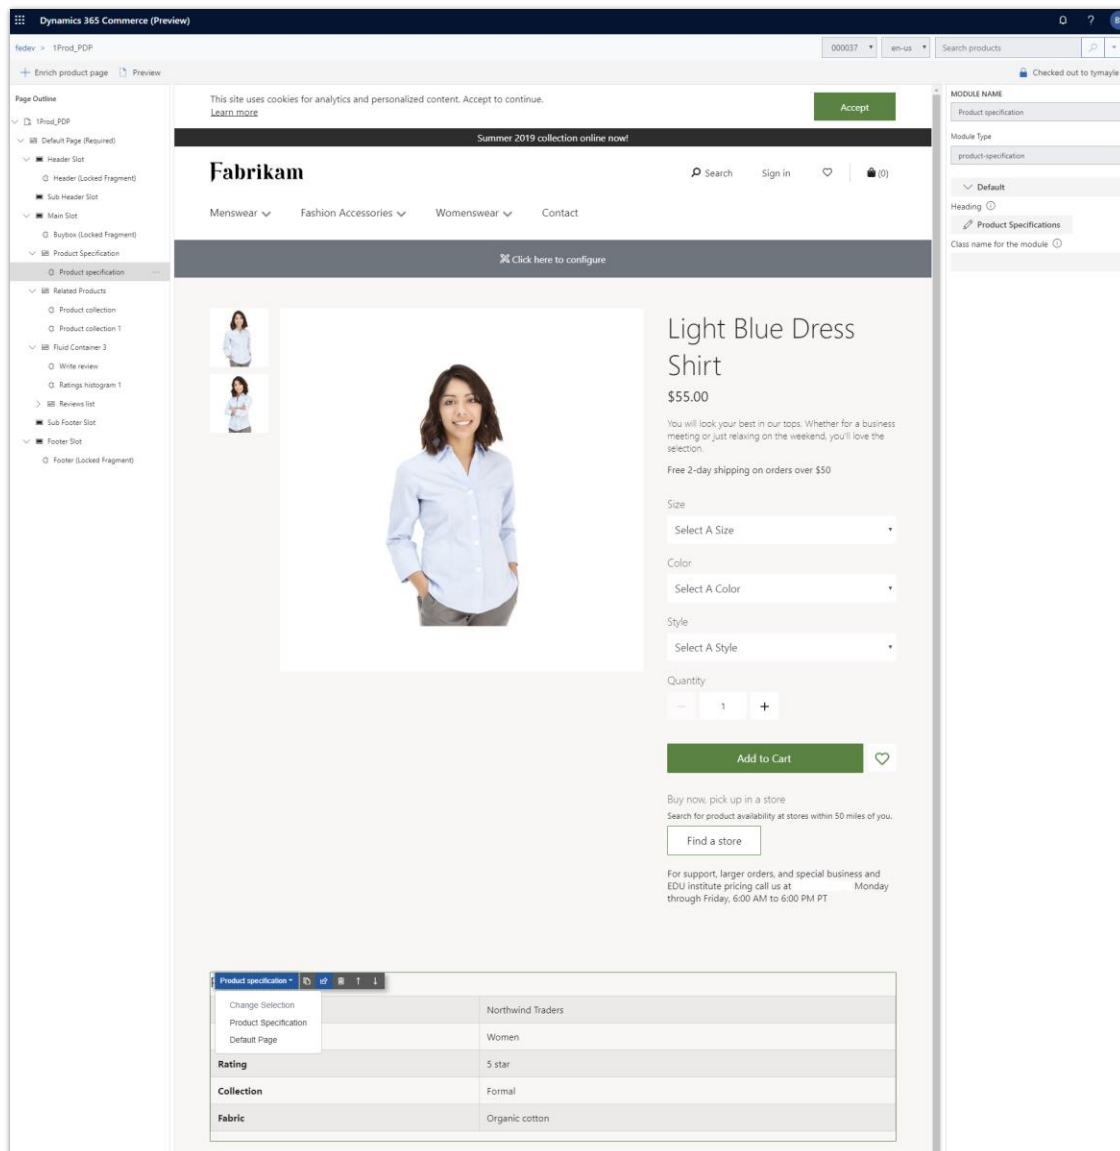 Dynamics 365 Commerce (Preview)
?
fedev > 1Prod_PDP
000037
en-us
Search products
Enrich product page
Preview
Checked out to tymayle
Page Outline
1Prod_PDP
Default Page (Required)
Header Slot
Header (Locked Fragment)
Sub Header Slot
Main Slot
Buybox (Locked Fragment)
Product Specification
Product specification ...
Related Products
Product collection
Product collection 1
Fluid Container 3
Write review
Ratings histogram 1
Reviews list
Sub Footer Slot
Footer Slot
Footer (Locked Fragment)
This site uses cookies for analytics and personalized content. Accept to continue.
Learn more
Accept
Summer 2019 collection online now!
Fabrikam
Search
Sign in
(0)
Menswear
Fashion Accessories
Womenswear
Contact
Click here to configure
Light Blue Dress
Shirt
$55.00
You will look your best in our tops. Whether for a business
meeting or just relaxing on the weekend, you'll love the
selection.
Free 2-day shipping on orders over $50
Size
Select A Size
Color
Select A Color
Style
Select A Style
Quantity
1
Add to Cart
Buy now, pick up in a store
Search for product availability at stores within 50 miles of you.
Find a store
For support, larger orders, and special business and
EDU institute pricing call us at Monday
through Friday, 6:00 AM to 6:00 PM PT
Product specification
Change Selection
Product Specification
Default Page
Northwind Traders
Women
Rating
5 star
Collection
Formal
Fabric
Organic cotton
MODULE NAME
Product specification
Module Type
product-specification
Default
Heading
Product Specifications
Class name for the module